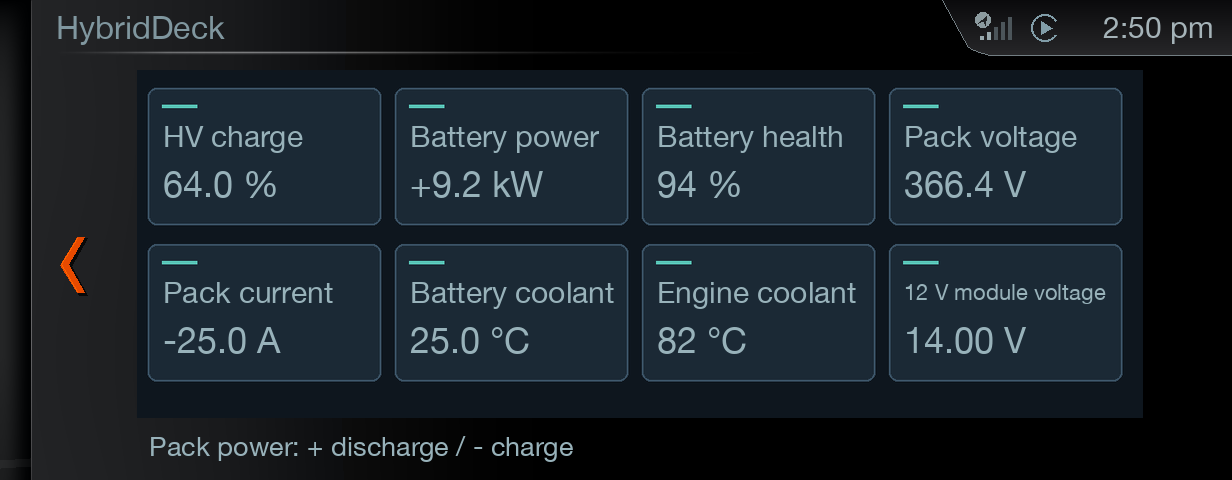 HybridDeck
2:50 pm
HV charge
64.0 %
Battery power
+9.2 kW
Battery health
94 %
Pack voltage
366.4 V
Pack current
-25.0 A
Battery coolant
25.0 °C
Engine coolant
82 °C
12 V module voltage
14.00 V
Pack power: + discharge / - charge